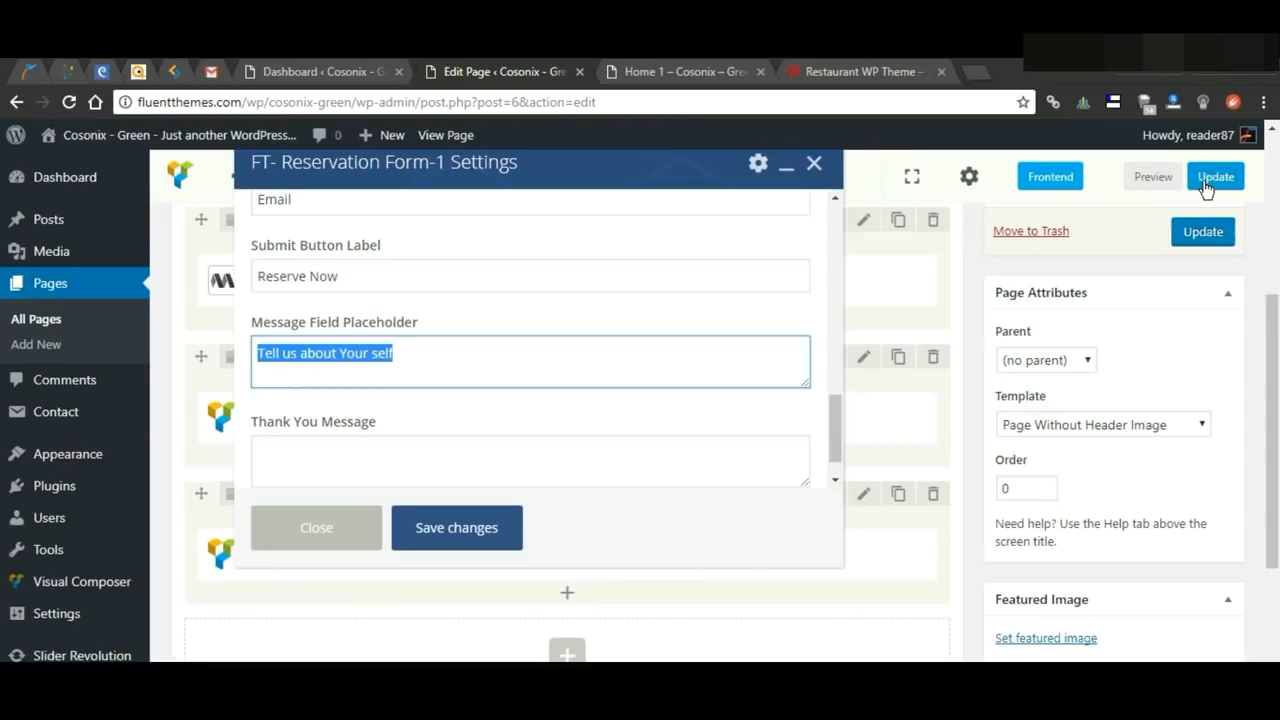 Dashboard ‹ Cosonix - G
Edit Page ‹ Cosonix - Gre
Home 1 – Cosonix – Gree
Restaurant WP Theme –
fluentthemes.com/wp/cosonix-green/wp-admin/post.php?post=6&action=edit
Cosonix - Green - Just another WordPress...
0
New
View Page
Howdy, reader87
FT- Reservation Form-1 Settings
Frontend
Preview
Update
Dashboard
Posts
Media
Pages
All Pages
Add New
Comments
Contact
Appearance
Plugins
Users
Tools
Visual Composer
Settings
Slider Revolution
Email
Submit Button Label
Reserve Now
Message Field Placeholder
Tell us about Your self
Thank You Message
Close
Save changes
Move to Trash
Update
Page Attributes
Parent
(no parent)
Template
Page Without Header Image
Order
0
Need help? Use the Help tab above the
screen title.
Featured Image
Set featured image